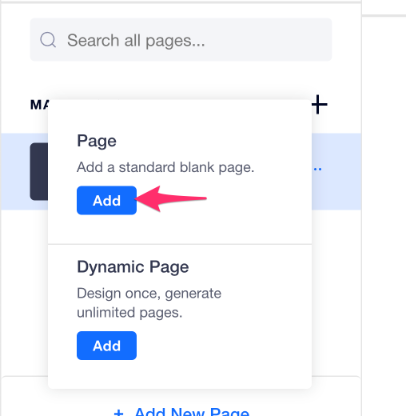 Search all pages...
MA
Page
Add a standard blank page.
Add
Dynamic Page
Design once, generate
unlimited pages.
Add
+ Add New Page